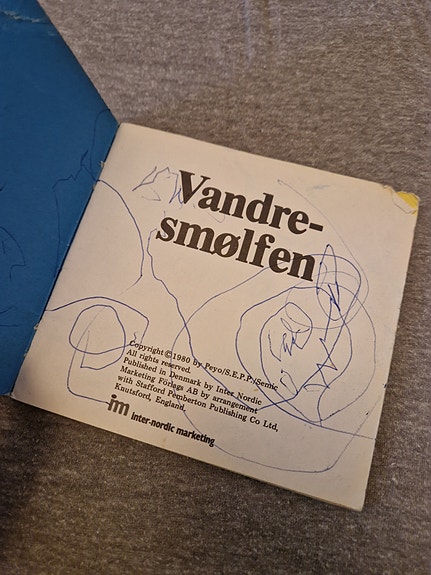 Vandre-
smølfen
Copyright © 1980 by Peyo/S.E.P.P./Semic
All rights reserved.
Published in Denmark by Inter Nordic
Marketing Förlags AB by arrangement
with Stafford Pemberton Publishing Co Ltd,
Knutsford, England.
im inter-nordic marketing